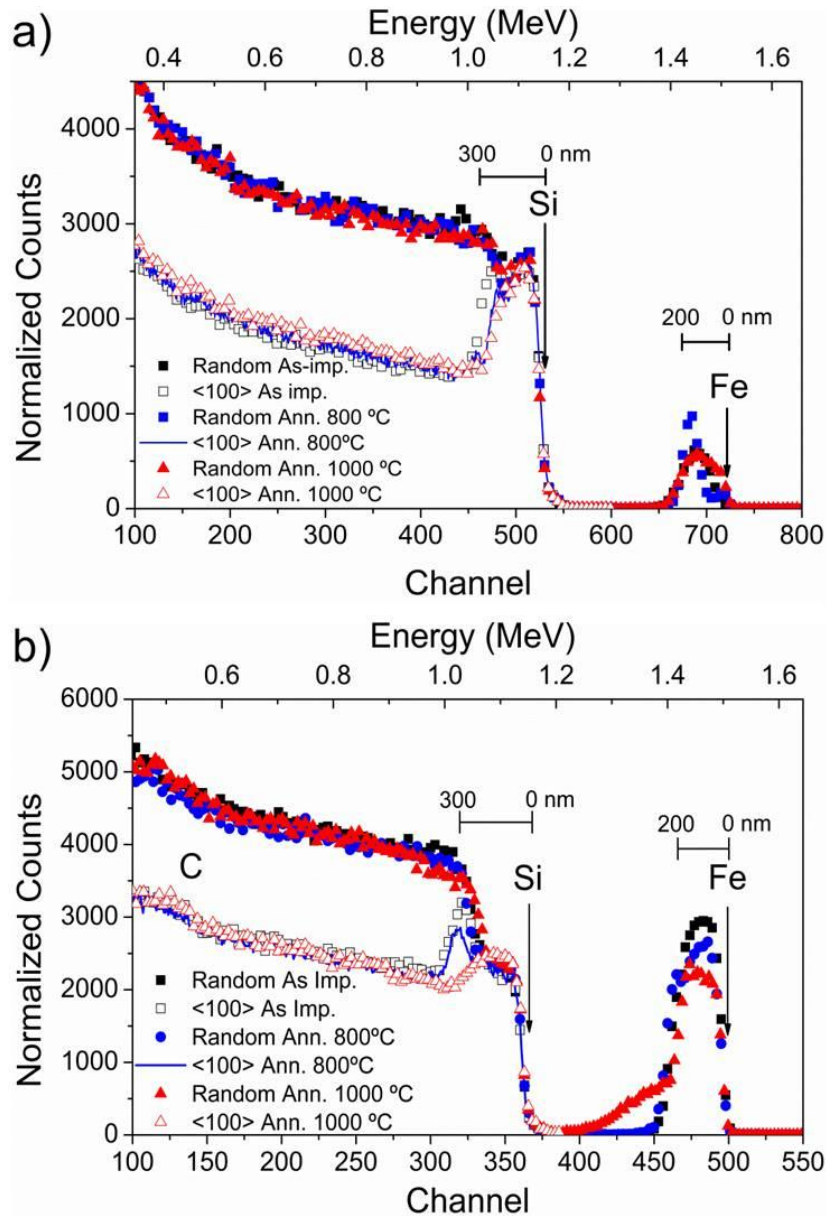 a)
Energy (MeV)
0.4 0.6 0.8 1.0 1.2 1.4 1.6
Normalized Counts
4000
3000
2000
1000
0
300 0 nm
Si
200 0 nm
Fe
Random As-imp.
<100> As imp.
Random Ann. 800 ºC
<100> Ann. 800ºC
Random Ann. 1000 ºC
<100> Ann. 1000 ºC
100 200 300 400 500 600 700 800
Channel
b)
Energy (MeV)
0.6 0.8 1.0 1.2 1.4 1.6
Normalized Counts
6000
5000
4000
3000
2000
1000
0
300 0 nm
200 0 nm
C
Si
Fe
Random As Imp.
<100> As Imp.
Random Ann. 800ºC
<100> Ann. 800ºC
Random Ann. 1000 ºC
<100> Ann. 1000 ºC
100 150 200 250 300 350 400 450 500 550
Channel